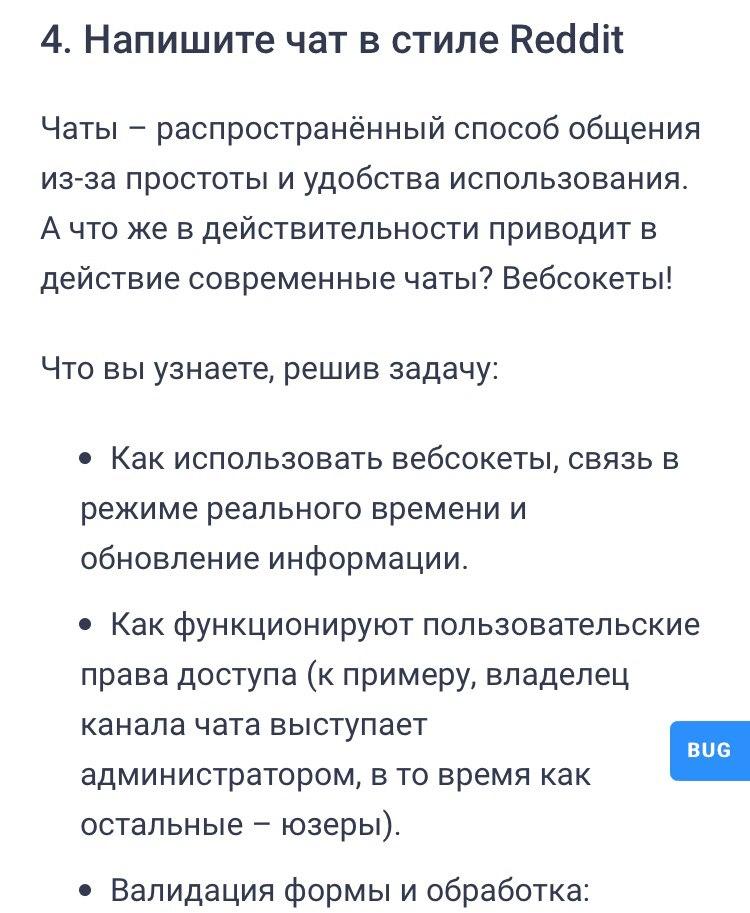 4. Напишите чат в стиле Reddit
Чаты – распространённый способ общения
из-за простоты и удобства использования.
А что же в действительности приводит в
действие современные чаты? Вебсокеты!
Что вы узнаете, решив задачу:
• Как использовать вебсокеты, связь в
режиме реального времени и
обновление информации.
• Как функционируют пользовательские
права доступа (к примеру, владелец
канала чата выступает
администратором, в то время как
остальные – юзеры).
BUG
• Валидация формы и обработка: